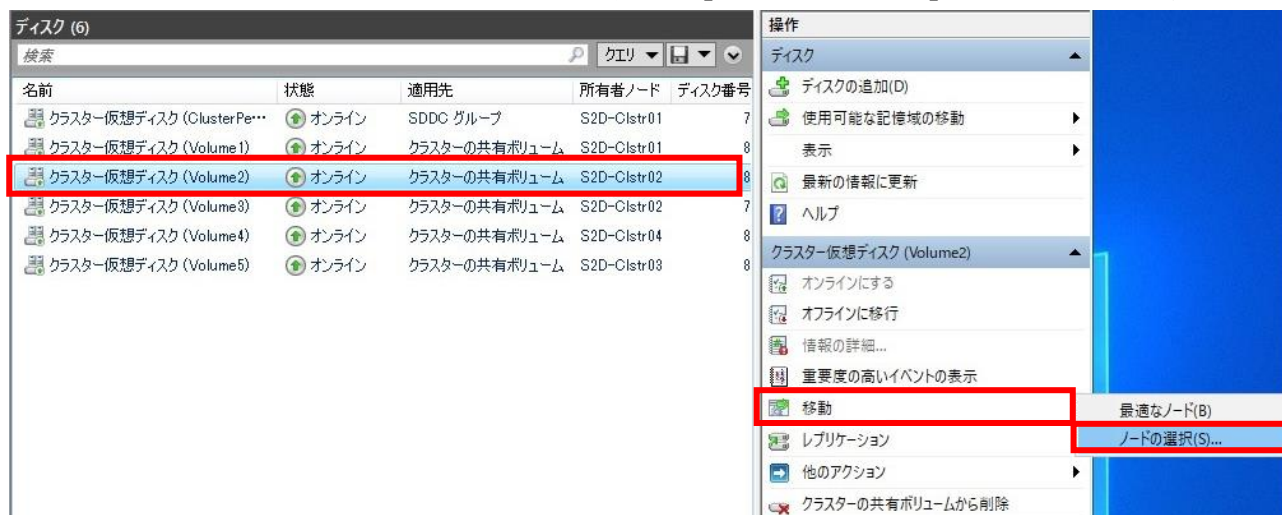 ディスク (6)
検索
クエリ
名前 状態 適用先 所有者ノード ディスク番号
クラスター仮想ディスク (ClusterPe… オンライン SDDC グループ S2D-Clstr01 7
クラスター仮想ディスク (Volume1) オンライン クラスターの共有ボリューム S2D-Clstr01 8
クラスター仮想ディスク (Volume2) オンライン クラスターの共有ボリューム S2D-Clstr02 8
クラスター仮想ディスク (Volume3) オンライン クラスターの共有ボリューム S2D-Clstr02 7
クラスター仮想ディスク (Volume4) オンライン クラスターの共有ボリューム S2D-Clstr04 8
クラスター仮想ディスク (Volume5) オンライン クラスターの共有ボリューム S2D-Clstr03 8
操作
ディスク
ディスクの追加(D)
使用可能な記憶域の移動
表示
最新の情報に更新
ヘルプ
クラスター仮想ディスク (Volume2)
オンラインにする
オフラインに移行
情報の詳細...
重要度の高いイベントの表示
移動
最適なノード(B)
レプリケーション
ノードの選択(S)...
他のアクション
クラスターの共有ボリュームから削除